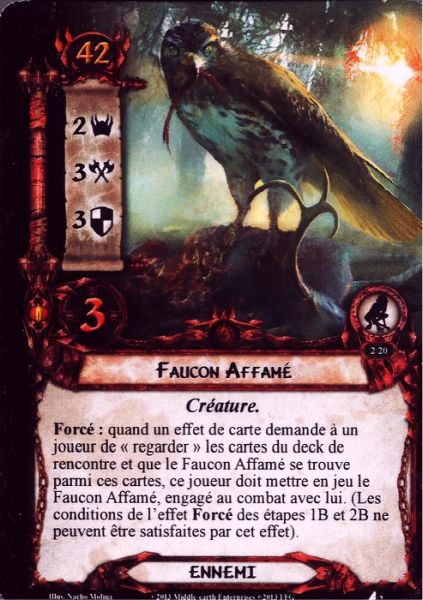 42
2
3
3
3
2/20
FAUCON AFFAMÉ
Créature.
Forcé : quand un effet de carte demande à un
joueur de « regarder » les cartes du deck de
rencontre et que le Faucon Affamé se trouve
parmi ces cartes, ce joueur doit mettre en jeu le
Faucon Affamé, engagé au combat avec lui. (Les
conditions de l'effet Forcé des étapes 1B et 2B ne
peuvent être satisfaites par cet effet).
ENNEMI
Illus. Nacho Molina ©2013 Middle earth Enterprises ©2013 FFG